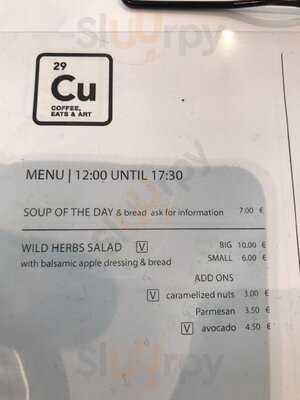 Sluurpy
29
Cu
COFFEE,
EATS & ART
MENU | 12:00 UNTIL 17:30
SOUP OF THE DAY & bread ask for information 7.00 €
WILD HERBS SALAD V BIG 10.00 €
with balsamic apple dressing & bread SMALL 6.00 €
ADD ONS
V caramelized nuts 3.00 €
Parmesan 3.50 €
V avocado 4.50 €
Sluurpy